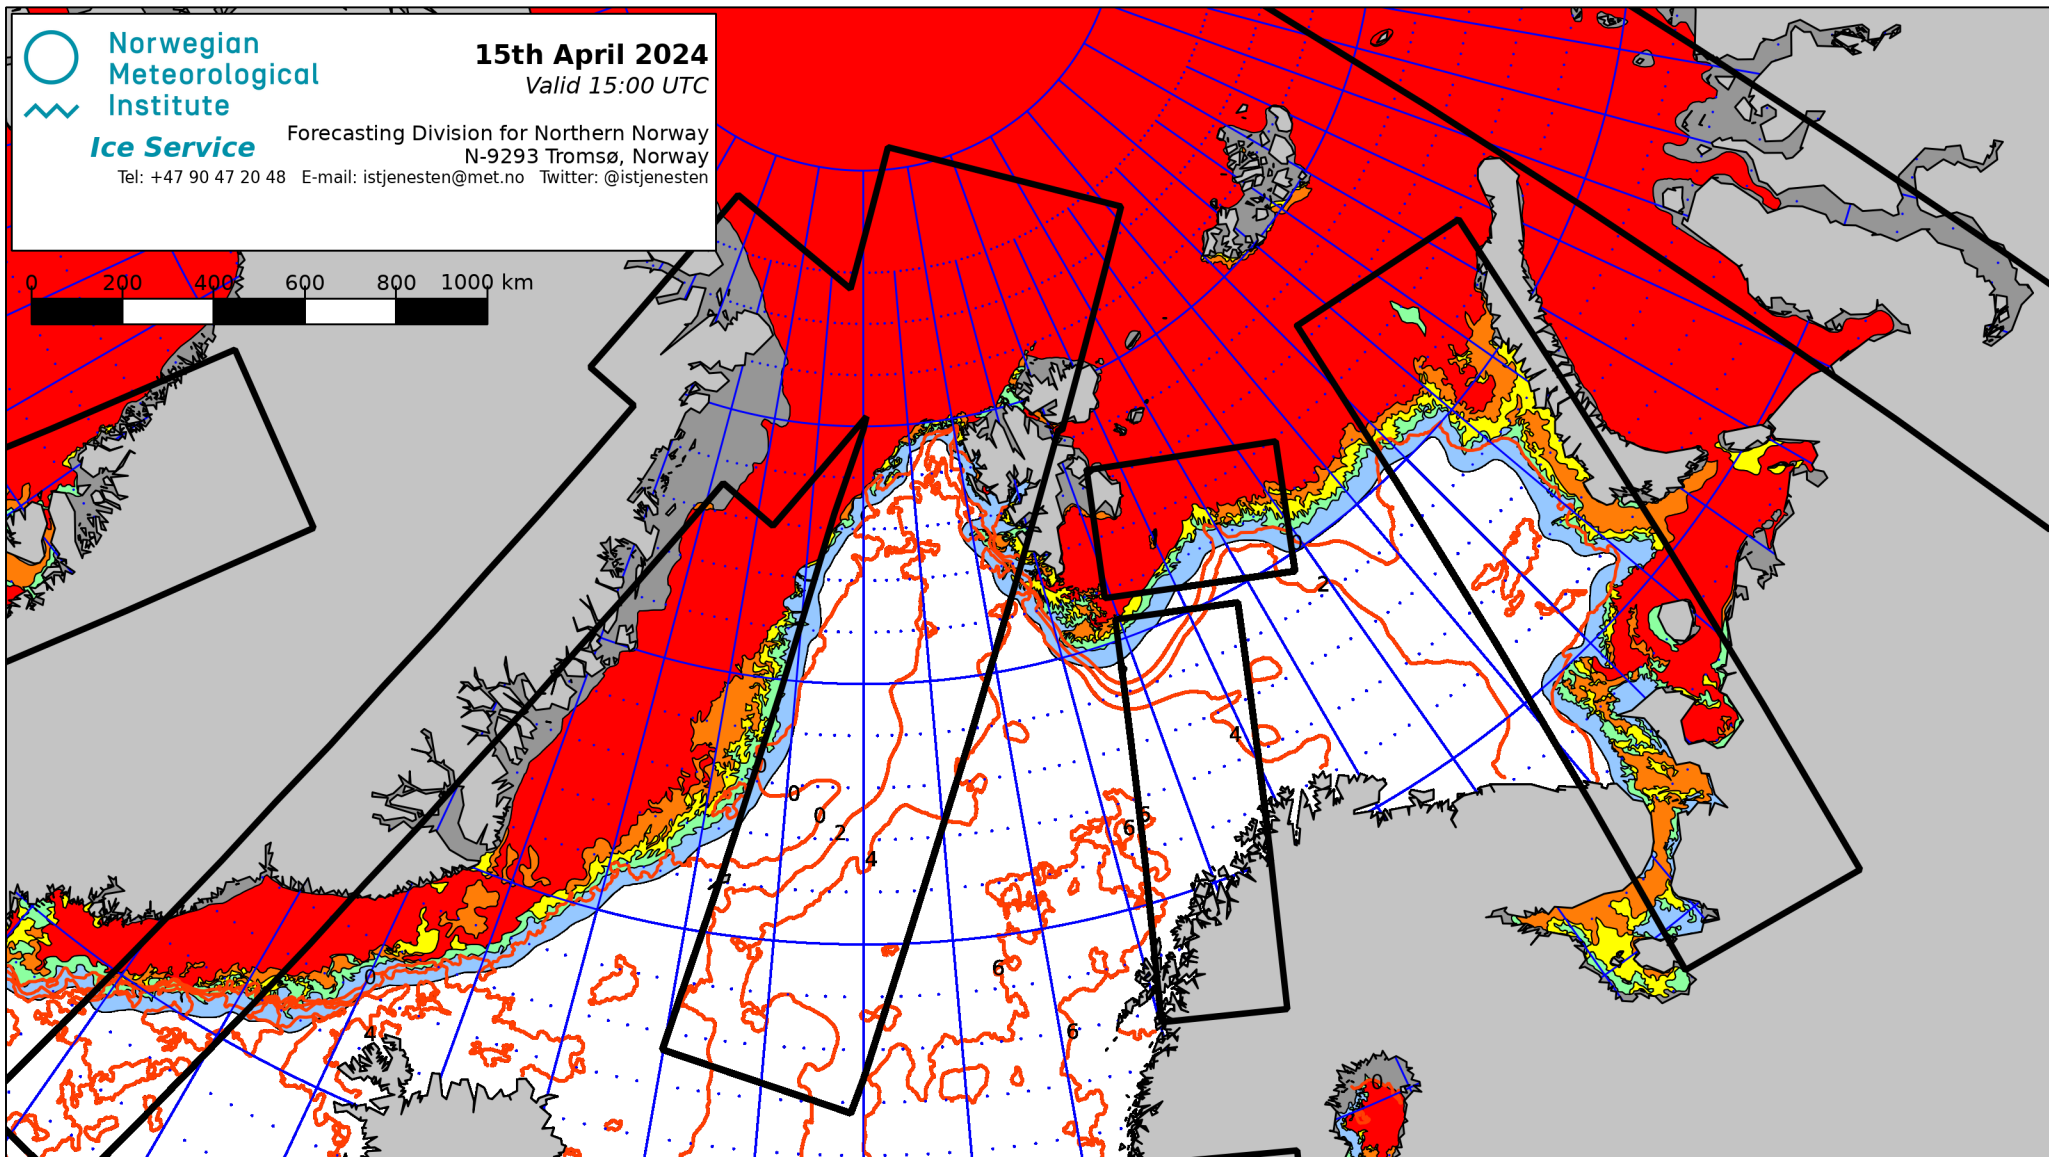 Norwegian
Meteorological
Institute
Ice Service
15th April 2024
Valid 15:00 UTC
Forecasting Division for Northern Norway
N-9293 Tromsø, Norway
Tel: +47 90 47 20 48 E-mail: istjenesten@met.no Twitter: @istjenesten
0 200 400 600 800 1000 km
2
4
0
0
0
2
4
6
6
6
0
4
6
0